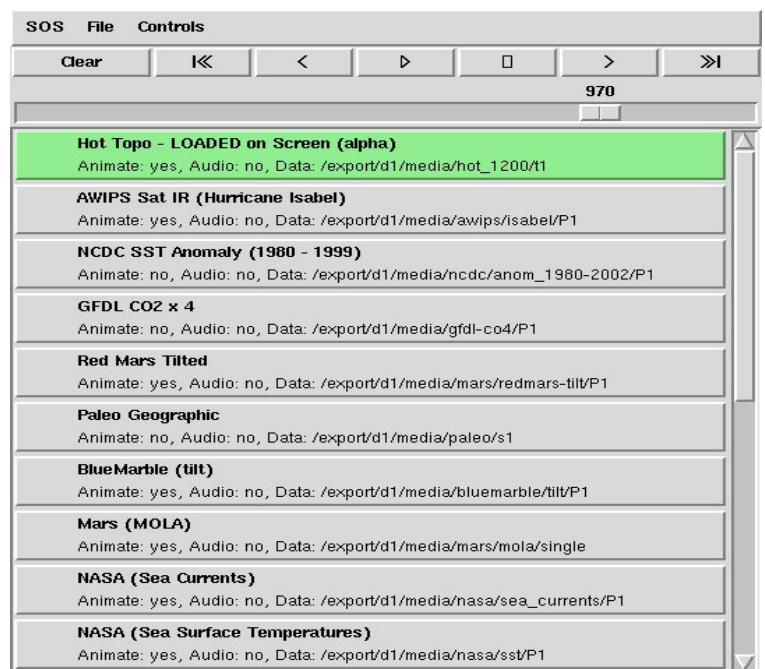 SOS File Controls
Clear
970
Hot Topo - LOADED on Screen (alpha)
Animate: yes, Audio: no, Data: /export/d1/media/hot_1200/t1
AWIPS Sat IR (Hurricane Isabel)
Animate: yes, Audio: no, Data: /export/d1/media/awips/isabel/P1
NCDC SST Anomaly (1980 - 1999)
Animate: no, Audio: no, Data: /export/d1/media/ncdc/anom_1980-2002/P1
GFDL CO2 x 4
Animate: no, Audio: no, Data: /export/d1/media/gfdl-co4/P1
Red Mars Tilted
Animate: yes, Audio: no, Data: /export/d1/media/mars/redmars-tilt/P1
Paleo Geographic
Animate: no, Audio: no, Data: /export/d1/media/paleo/s1
BlueMarble (tilt)
Animate: yes, Audio: no, Data: /export/d1/media/bluemarble/tilt/P1
Mars (MOLA)
Animate: yes, Audio: no, Data: /export/d1/media/mars/mola/single
NASA (Sea Currents)
Animate: yes, Audio: no, Data: /export/d1/media/nasa/sea_currents/P1
NASA (Sea Surface Temperatures)
Animate: yes, Audio: no, Data: /export/d1/media/nasa/sst/P1